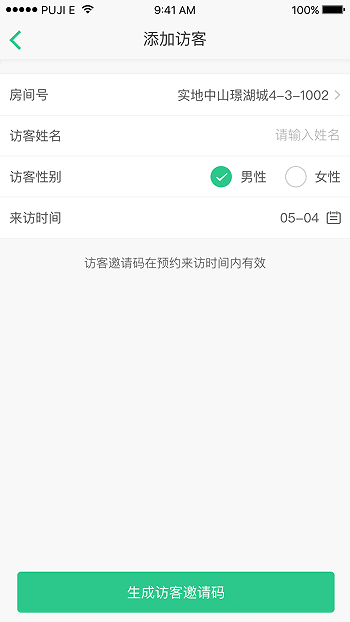 PUJI E 9:41 AM 100%
添加访客
房间号 实地中山璟湖城4-3-1002
访客姓名 请输入姓名
访客性别 男性 女性
来访时间 05-04
访客邀请码在预约来访时间内有效
生成访客邀请码